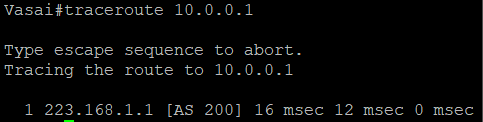 Vasai#traceroute 10.0.0.1
Type escape sequence to abort.
Tracing the route to 10.0.0.1
1 223.168.1.1 [AS 200] 16 msec 12 msec 0 msec